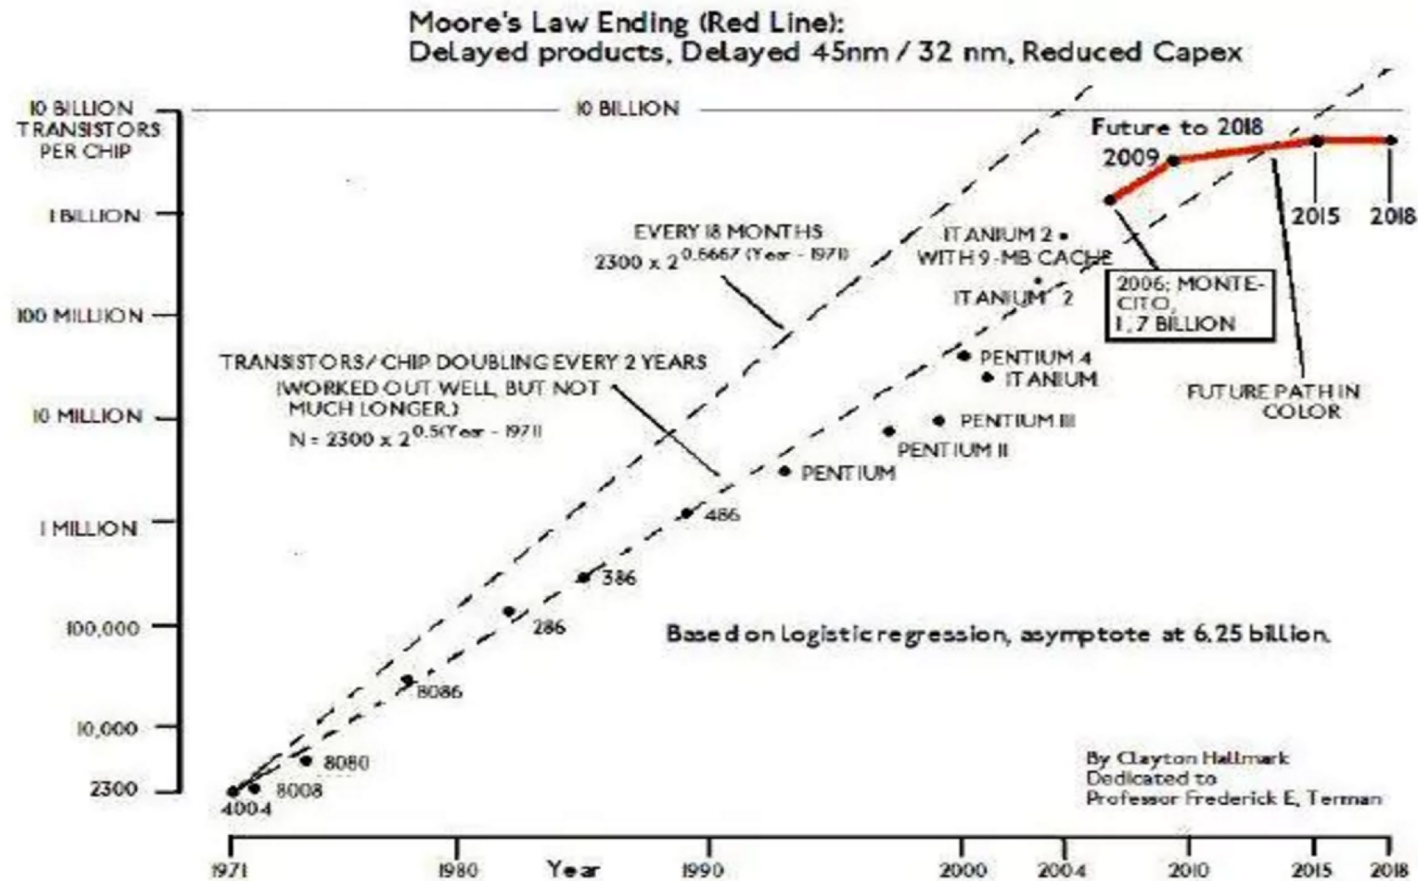 Moore's Law Ending (Red Line):
Delayed products, Delayed 45nm / 32 nm, Reduced Capex
10 BILLION
TRANSISTORS
PER CHIP
10 BILLION
Future to 2018
2009
1 BILLION
2015
2018
EVERY 18 MONTHS
2300 x 2^0.6667 (Year - 1971)
ITANIUM 2
WITH 9-MB CACHE
ITANIUM 2
2006: MONTE-
CITO,
1,7 BILLION
100 MILLION
TRANSISTORS/CHIP DOUBLING EVERY 2 YEARS
(WORKED OUT WELL, BUT NOT
MUCH LONGER.)
N = 2300 x 2^0.5(Year - 1971)
PENTIUM 4
ITANIUM
FUTURE PATH IN
COLOR
10 MILLION
PENTIUM III
PENTIUM II
PENTIUM
1 MILLION
486
386
286
100,000
Based on logistic regression, asymptote at 6.25 billion.
8086
10,000
8080
8008
2300
4004
By Clayton Hallmark
Dedicated to
Professor Frederick E, Terman
1971 1980 Year 1990 2000 2004 2010 2015 2018